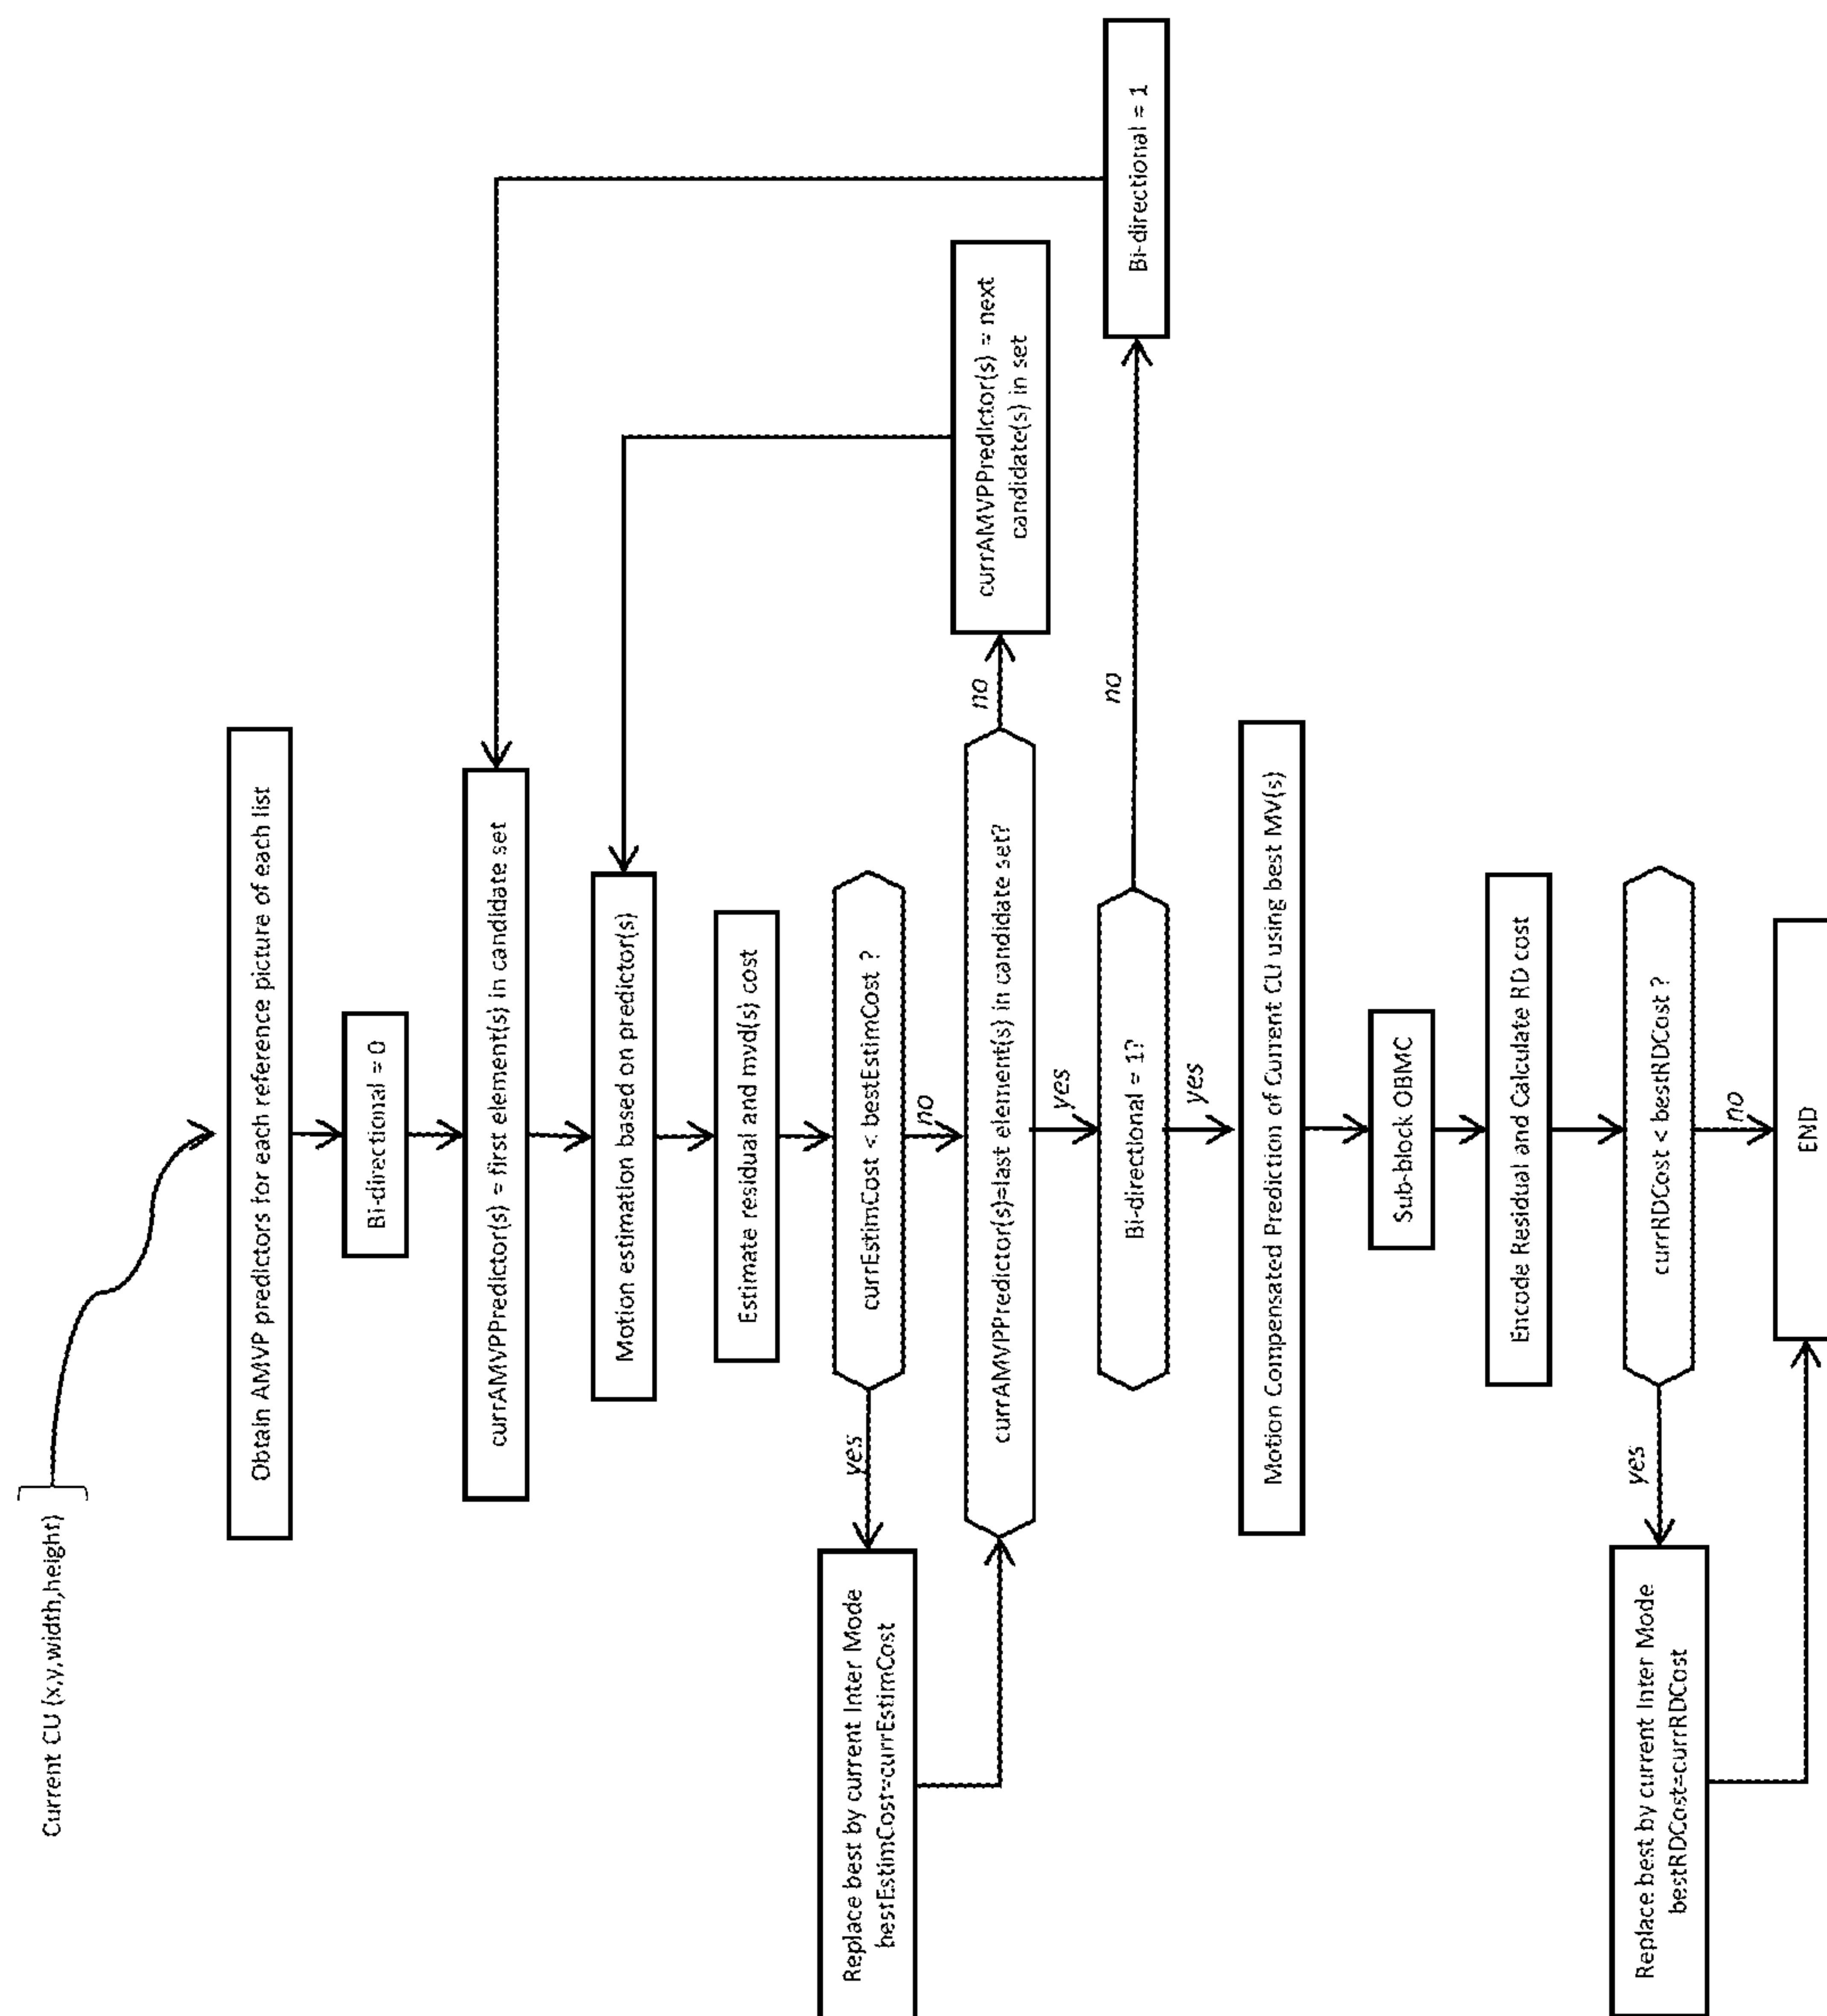 Current CU (x,y,width,height)
Obtain AMVP predictors for each reference picture of each list
Bi-directional = 0
currAMVPPredictor(s) = first element(s) in candidate set
Motion estimation based on predictor(s)
Estimate residual and mvd(s) cost
currEstimCost < bestEstimCost ?
yes
no
Replace best by current Inter Mode
bestEstimCost=currEstimCost
currAMVPPredictor(s)=last element(s) in candidate set?
no
yes
currAMVPPredictor(s) = next
candidate(s) in set
Bi-directional = 1?
no
yes
Bi-directional = 1
Motion Compensated Prediction of Current CU using best MV(s)
Sub-block OBMC
Encode Residual and Calculate RD cost
currRDCost < bestRDCost ?
yes
no
Replace best by current Inter Mode
bestRDCost=currRDCost
END